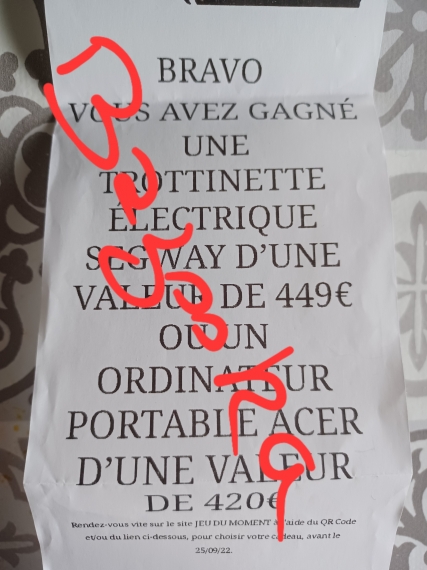 BRAVO
VOUS AVEZ GAGNÉ
UNE
TROTTINETTE
ÉLECTRIQUE
SEGWAY D'UNE
VALEUR DE 449€
OU UN
ORDINATEUR
PORTABLE ACER
D'UNE VALEUR
DE 420€
Rendez-vous vite sur le site JEU DU MOMENT à l'aide du QR Code
et/ou du lien ci-dessous, pour choisir votre cadeau, avant le
25/09/22.